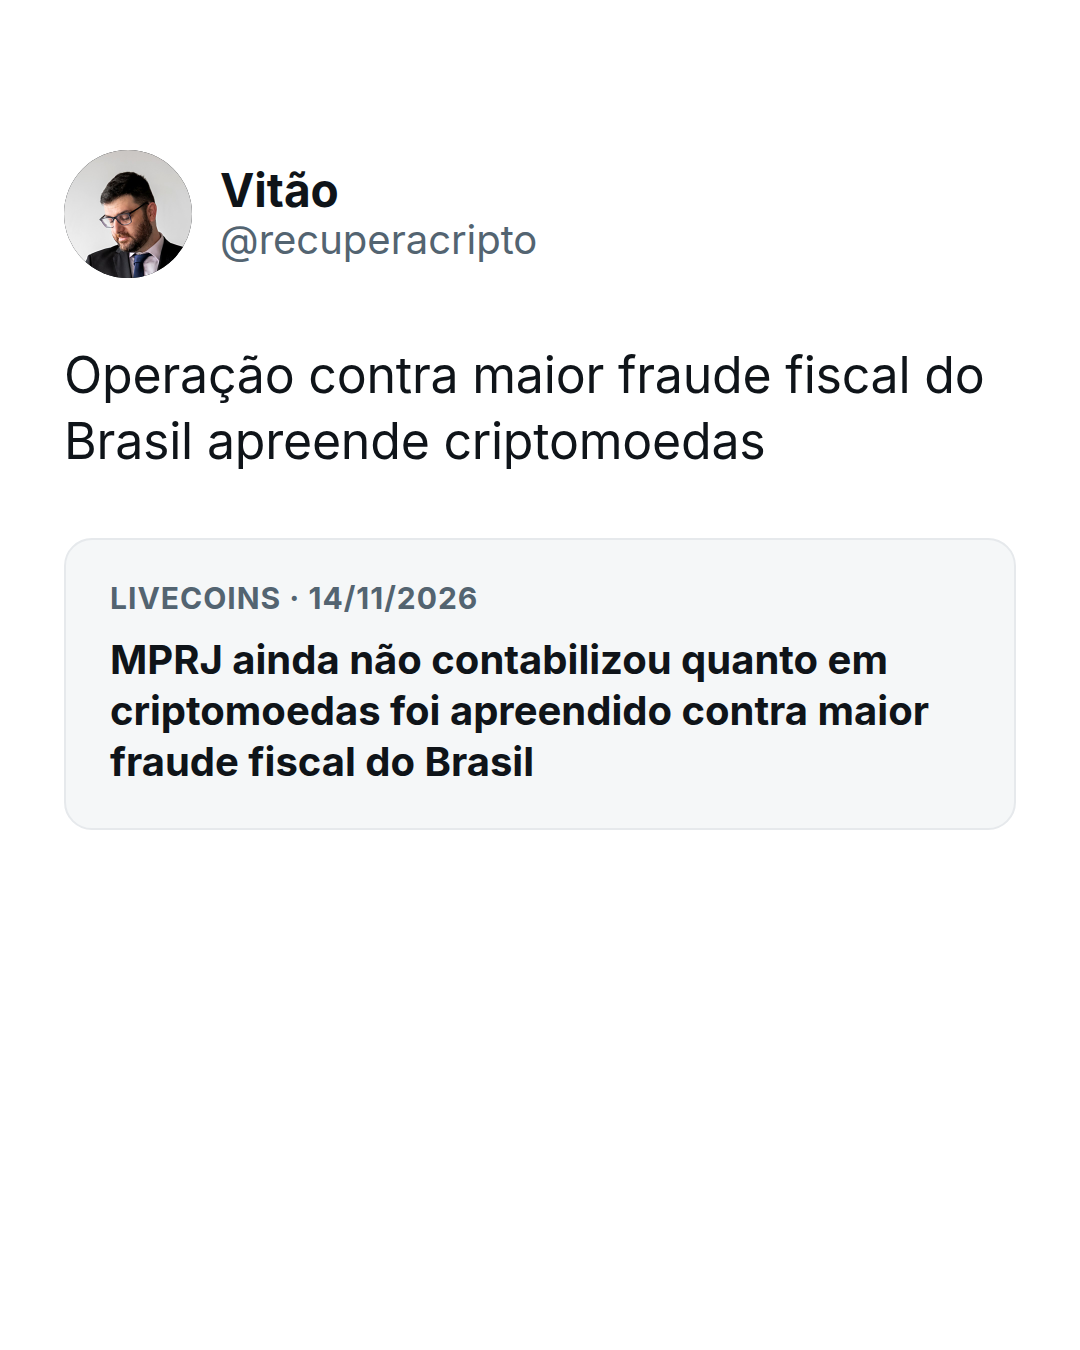 Vitão
@recuperacripto
Operação contra maior fraude fiscal do
Brasil apreende criptomoedas
LIVECOINS · 14/11/2026
MPRJ ainda não contabilizou quanto em
criptomoedas foi apreendido contra maior
fraude fiscal do Brasil